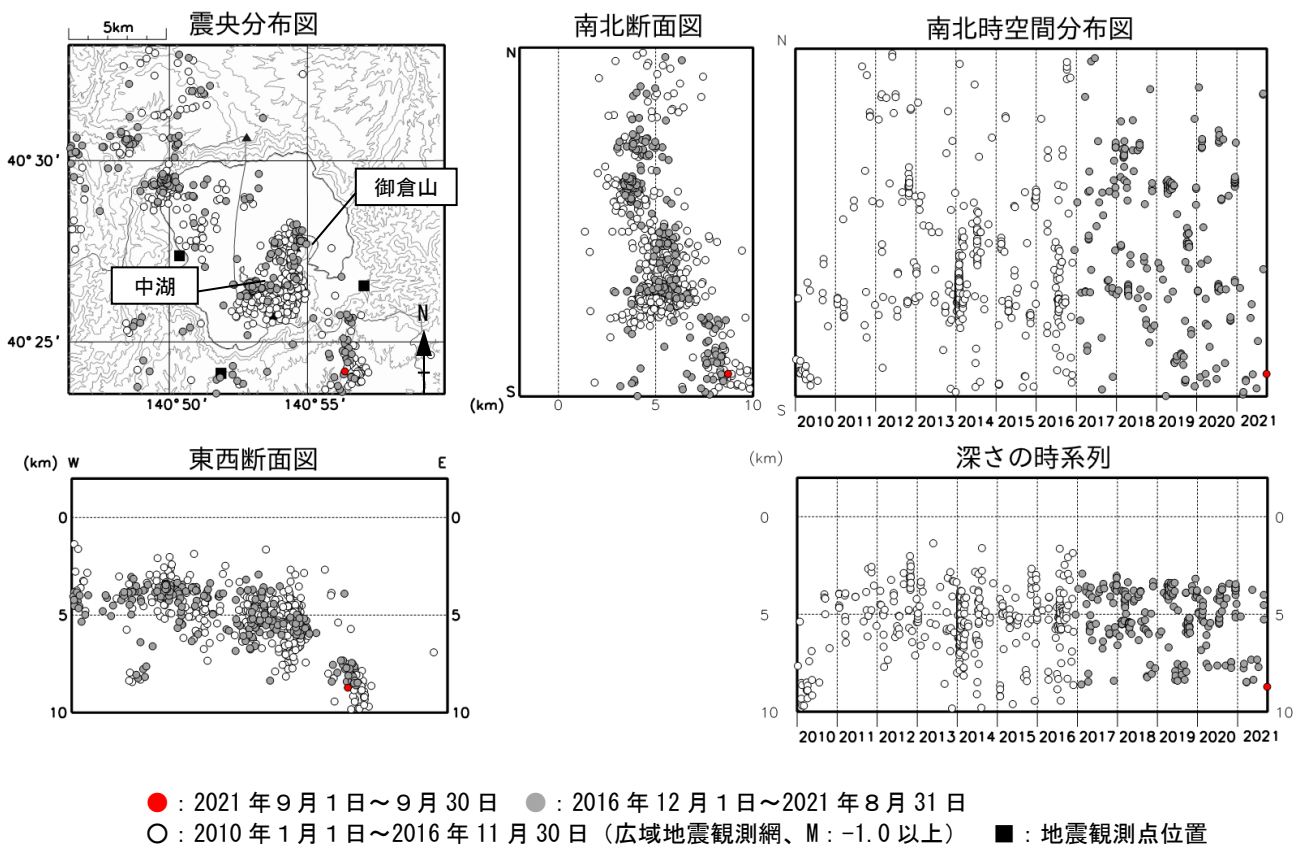 震央分布図
5km
40°30′
40°25′
140°50′
140°55′
御倉山
中湖
N
南北断面図
N
S
(km)
0
5
10
南北時空間分布図
N
S
2010 2011 2012 2013 2014 2015 2016 2017 2018 2019 2020 2021
東西断面図
(km) W E
0 0
5 5
10 10
深さの時系列
(km)
0 0
5 5
10 10
2010 2011 2012 2013 2014 2015 2016 2017 2018 2019 2020 2021
：2021年９月１日～９月30日 ：2016年12月１日～2021年８月31日
：2010年１月１日～2016年11月30日（広域地震観測網、M：-1.0以上） ■：地震観測点位置